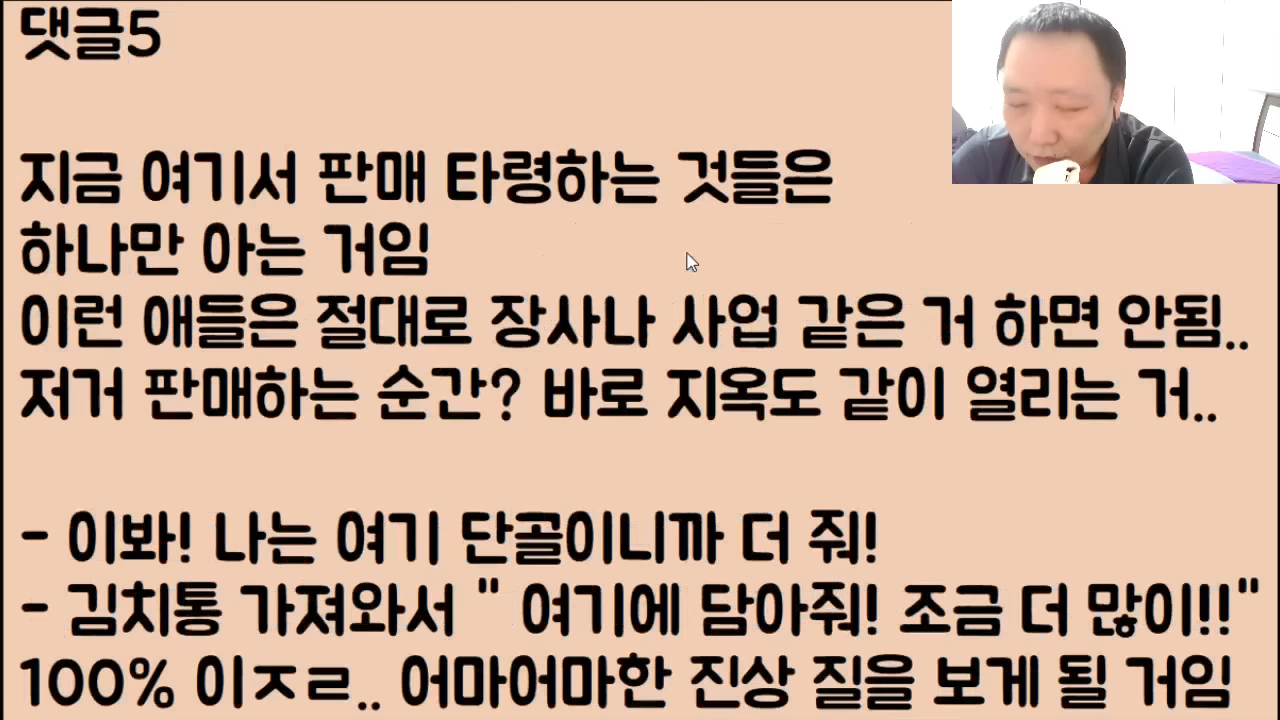 댓글5
지금 여기서 판매 타령하는 것들은
하나만 아는 거임
이런 애들은 절대로 장사나 사업 같은 거 하면 안됨..
저거 판매하는 순간? 바로 지옥도 같이 열리는 거..
- 이봐! 나는 여기 단골이니까 더 줘!
- 김치통 가져와서 " 여기에 담아줘! 조금 더 많이!!"
100% 이ㅈㄹ.. 어마어마한 진상 질을 보게 될 거임